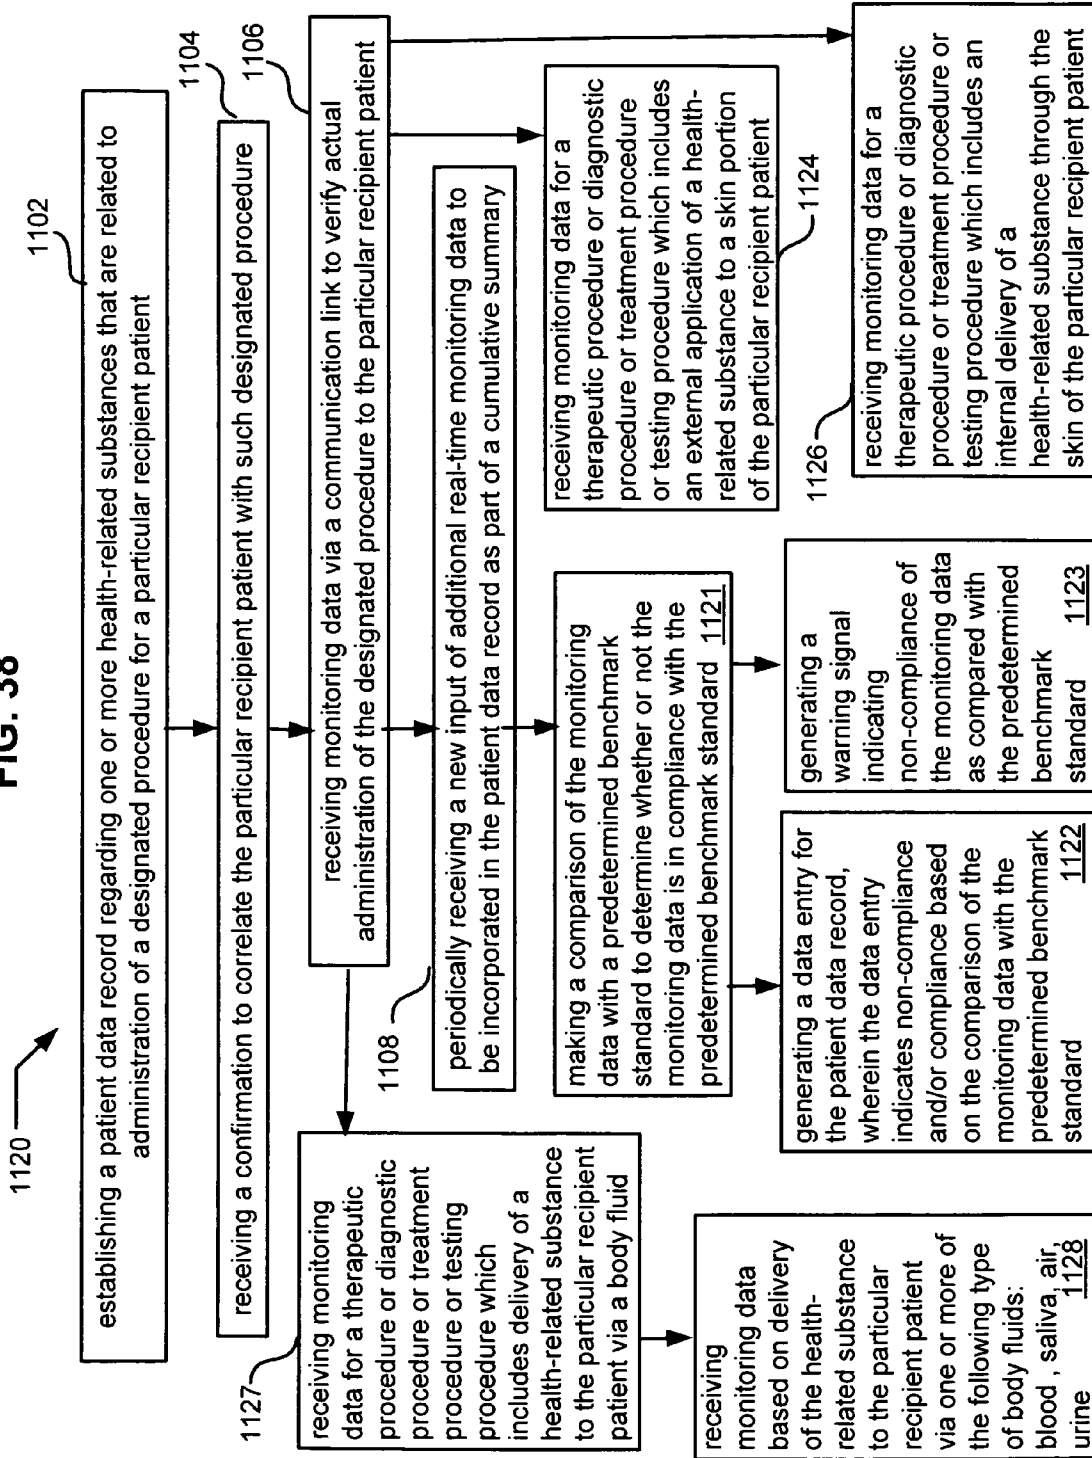 FIG. 38
1120
1102
establishing a patient data record regarding one or more health-related substances that are related to
administration of a designated procedure for a particular recipient patient
1104
receiving a confirmation to correlate the particular recipient patient with such designated procedure
1106
receiving monitoring data via a communication link to verify actual
administration of the designated procedure to the particular recipient patient
1108
periodically receiving a new input of additional real-time monitoring data to
be incorporated in the patient data record as part of a cumulative summary
1127
receiving monitoring
data for a therapeutic
procedure or diagnostic
procedure or treatment
procedure or testing
procedure which
includes delivery of a
health-related substance
to the particular recipient
patient via a body fluid
receiving
monitoring data
based on delivery
of the health-
related substance
to the particular
recipient patient
via one or more of
the following type
of body fluids:
blood , saliva, air,
urine 1128
making a comparison of the monitoring
data with a predetermined benchmark
standard to determine whether or not the
monitoring data is in compliance with the
predetermined benchmark standard 1121
generating a data entry for
the patient data record,
wherein the data entry
indicates non-compliance
and/or compliance based
on the comparison of the
monitoring data with the
predetermined benchmark
standard 1122
generating a
warning signal
indicating
non-compliance of
the monitoring data
as compared with
the predetermined
benchmark
standard 1123
receiving monitoring data for a
therapeutic procedure or diagnostic
procedure or treatment procedure
or testing procedure which includes
an external application of a health-
related substance to a skin portion
of the particular recipient patient
1124
1126
receiving monitoring data for a
therapeutic procedure or diagnostic
procedure or treatment procedure or
testing procedure which includes an
internal delivery of a
health-related substance through the
skin of the particular recipient patient